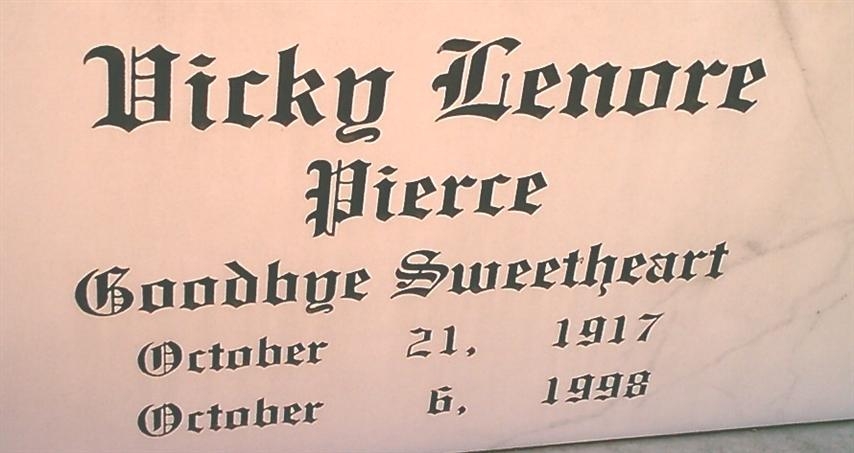 Vicky Lenore
Pierce
Goodbye Sweetheart
October 21, 1917
October 6, 1998